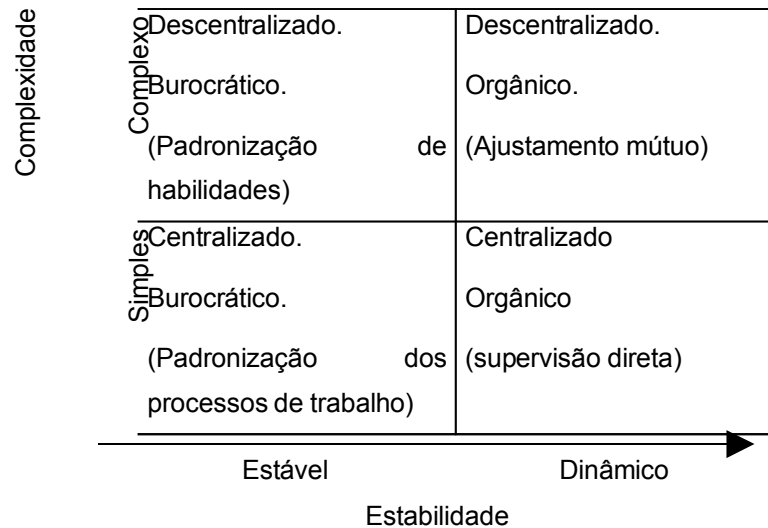 Complexidade
Complexo
Descentralizado.
Burocrático.
(Padronização de
habilidades)
Descentralizado.
Orgânico.
(Ajustamento mútuo)
Simples
Centralizado.
Burocrático.
(Padronização dos
processos de trabalho)
Centralizado
Orgânico
(supervisão direta)
Estável
Dinâmico
Estabilidade